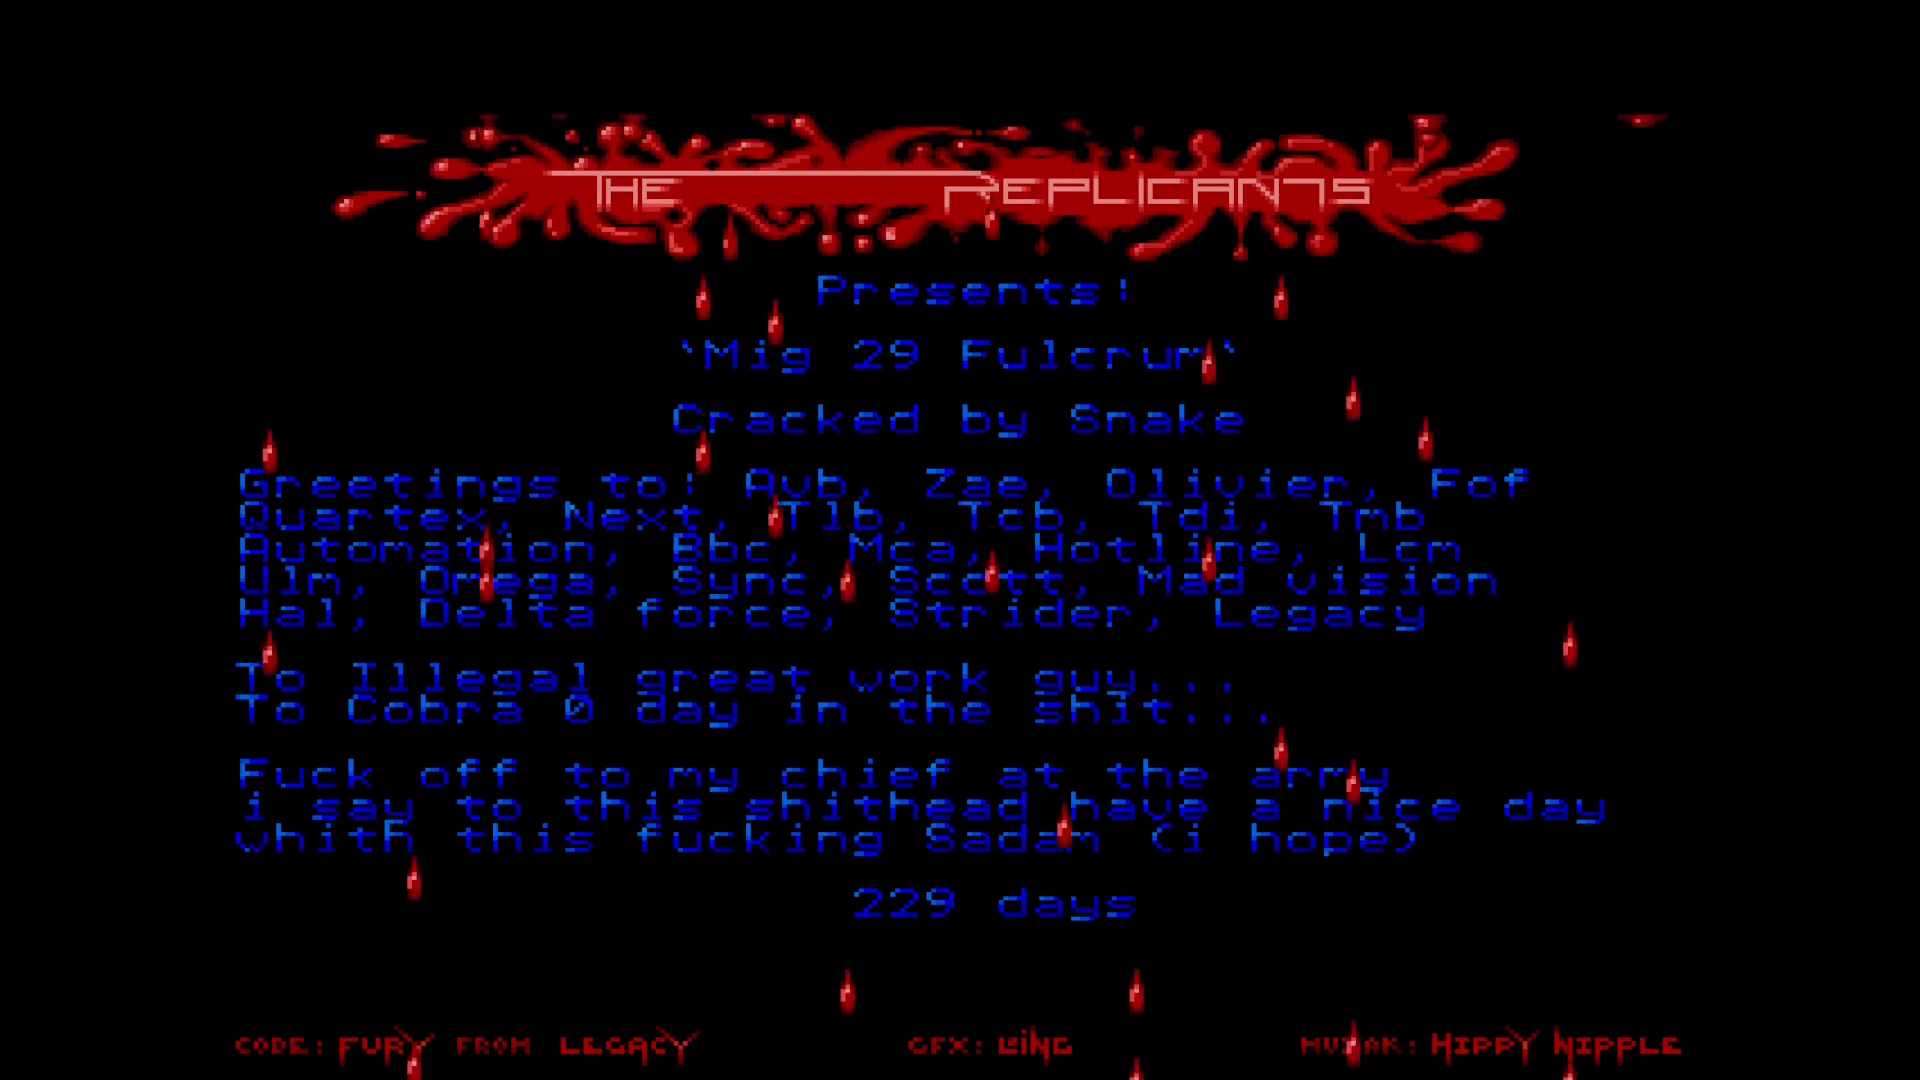 THE REPLICANTS
Presents:
`Mig 29 Fulcrum`
Cracked by Snake
Greetings to: Avb, Zae, Olivier, Fof
Quartex, Next, Tlb, Tcb, Tdi, Tmb
Automation, Bbc, Mca, Hotline, Lcm
Ulm, Omega, Sync, Scott, Mad vision
Hal, Delta force, Strider, Legacy
To Illegal great work guy...
To Cobra 0 day in the shit...
Fuck off to my chief at the army
i say to this shithead have a nice day
whith this fucking Sadam (i hope)
229 days
CODE: FURY FROM LEGACY GFX: WING MUZAK: HIPPY NIPPLE